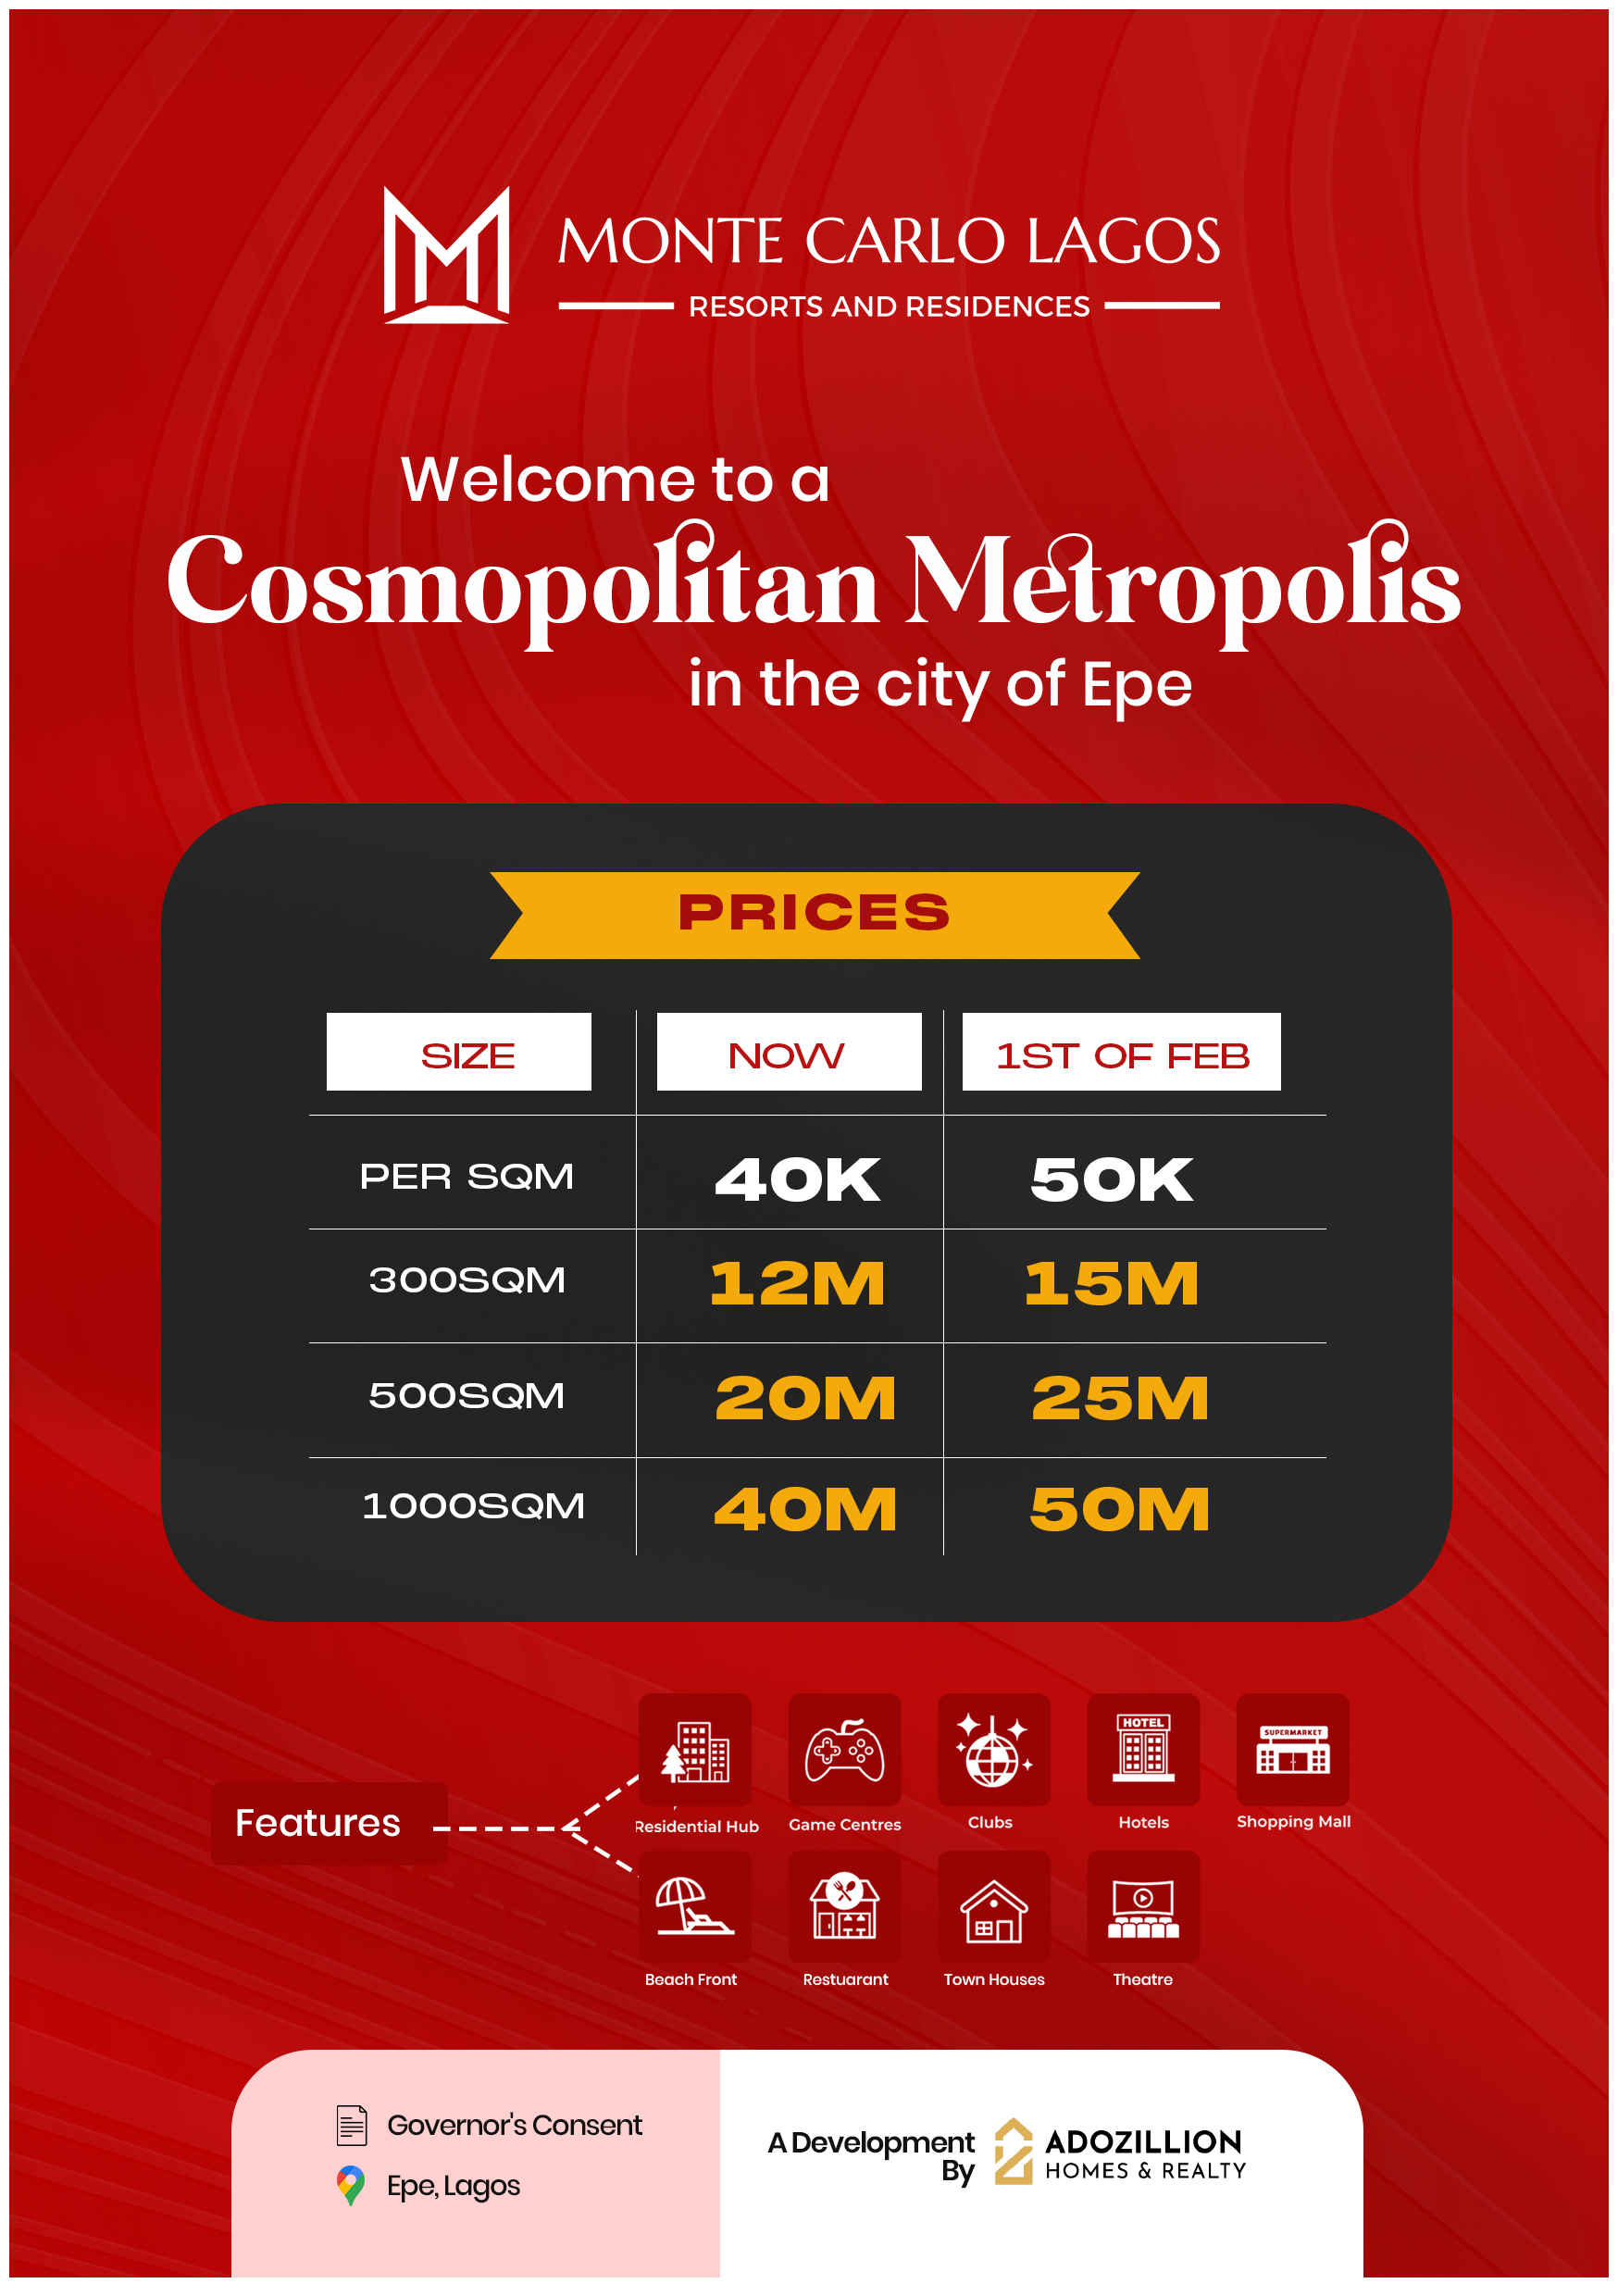 MONTE CARLO LAGOS
RESORTS AND RESIDENCES
Welcome to a
Cosmopolitan Metropolis
in the city of Epe
PRICES
SIZE NOW 1ST OF FEB
PER SQM 40K 50K
300SQM 12M 15M
500SQM 20M 25M
1000SQM 40M 50M
HOTEL
SUPERMARKET
Features
Residential Hub Game Centres Clubs Hotels Shopping Mall
Beach Front Restuarant Town Houses Theatre
Governor's Consent
Epe, Lagos
A Development
By
ADOZILLION
HOMES & REALTY